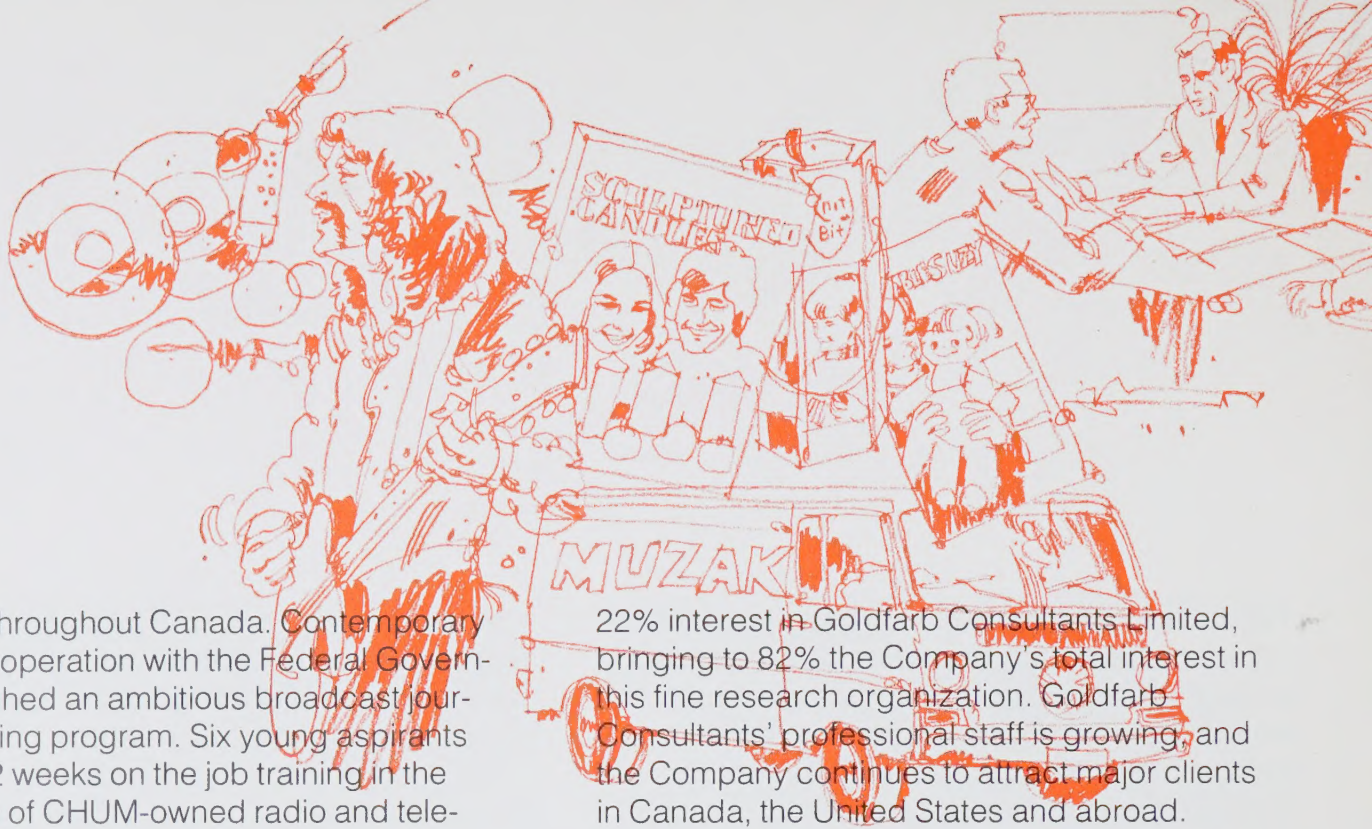 SCULPTURED
CANDLES
MUZAK
hroughout Canada. Contemporary
operation with the Federal Govern-
hed an ambitious broadcast jour-
ing program. Six young aspirants
2 weeks on the job training in the
of CHUM-owned radio and tele-
22% interest in Goldfarb Consultants Limited,
bringing to 82% the Company's total interest in
this fine research organization. Goldfarb
Consultants' professional staff is growing, and
the Company continues to attract major clients
in Canada, the United States and abroad.